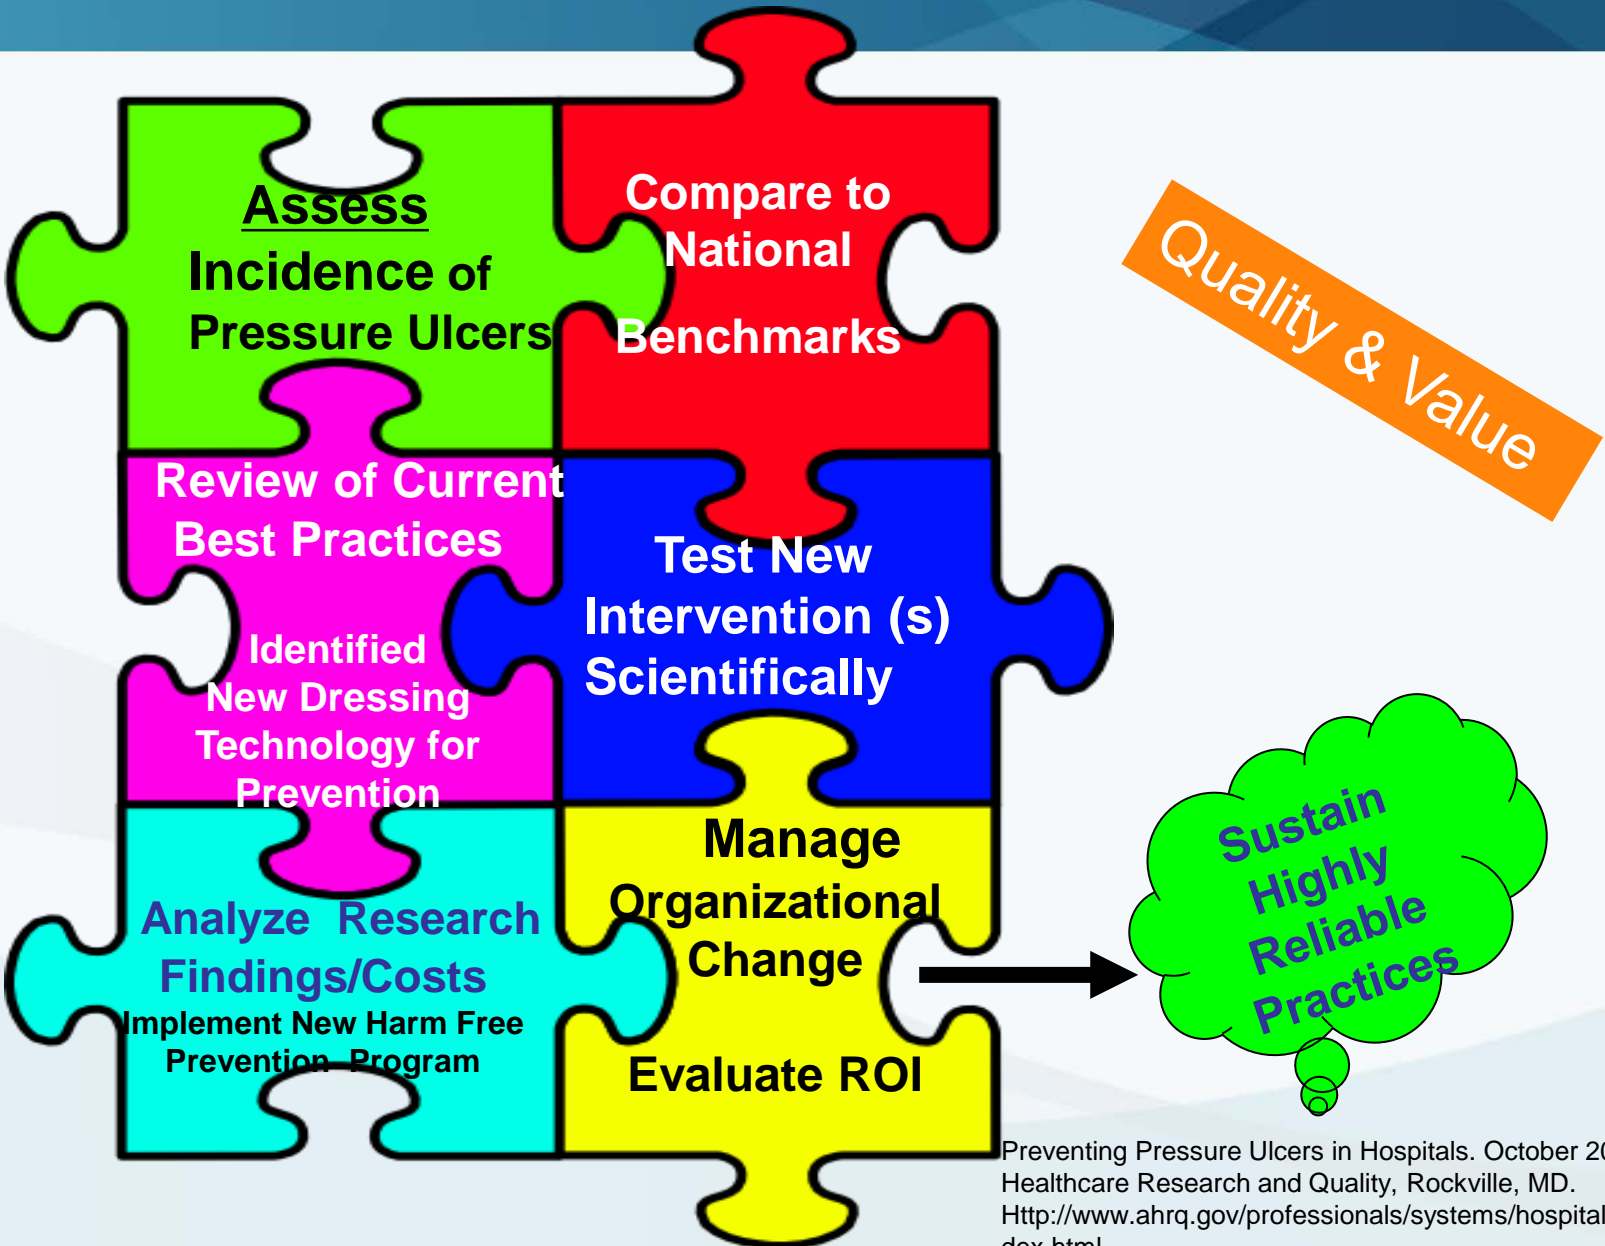 Assess
Incidence of
Pressure Ulcers
Compare to
National
Benchmarks
Quality & Value
Review of Current
Best Practices
Identified
New Dressing
Technology for
Prevention
Test New
Intervention (s)
Scientifically
Analyze Research
Findings/Costs
Implement New Harm Free
Prevention Program
Manage
Organizational
Change
Evaluate ROI
Sustain
Highly
Reliable
Practices
Preventing Pressure Ulcers in Hospitals. October
Healthcare Research and Quality, Rockville, MD.
Http://www.ahrq.gov/professionals/systems/hospital
dex.html